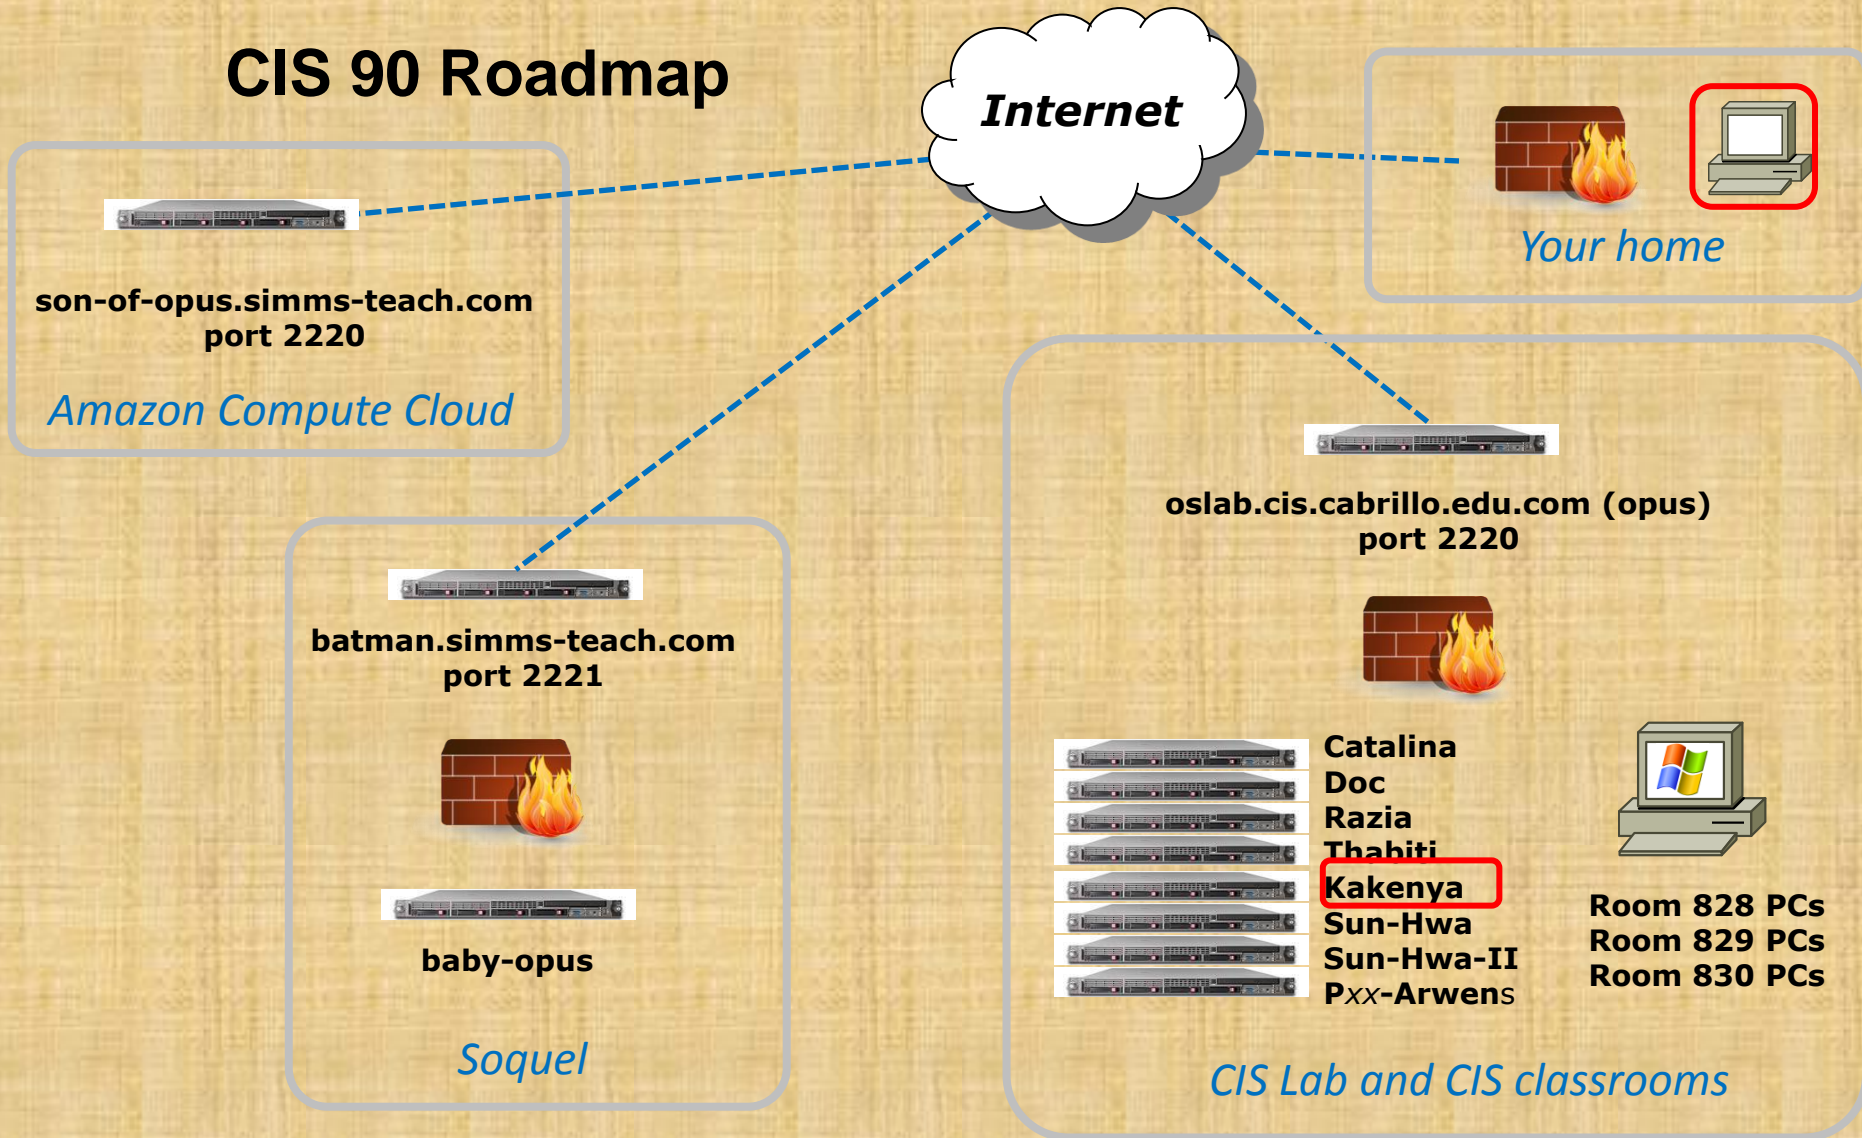 CIS 90 Roadmap
Internet
Your home
son-of-opus.simms-teach.com
port 2220
Amazon Compute Cloud
oslab.cis.cabrillo.edu.com (opus)
port 2220
batman.simms-teach.com
port 2221
baby-opus
Soquel
Catalina
Doc
Razia
Thabiti
Kakenya
Sun-Hwa
Sun-Hwa-II
Pxx-Arwens
Room 828 PCs
Room 829 PCs
Room 830 PCs
CIS Lab and CIS classrooms